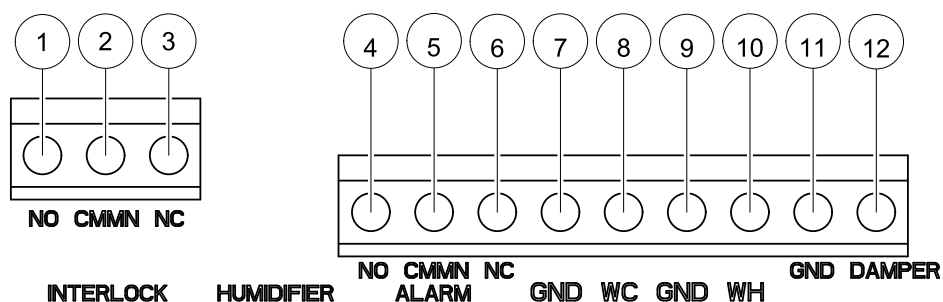 1 2 3 4 5 6 7 8 9 10 11 12
NO CMMN NC
NO CMMN NC GND DAMPER
INTERLOCK HUMIDIFIER ALARM GND WC GND WH